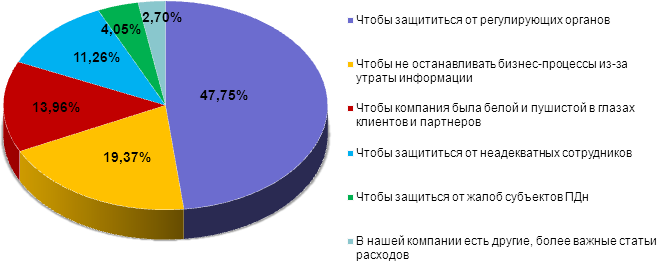 2,70%
4,05%
11,26%
47,75%
13,96%
19,37%
Чтобы защититься от регулирующих органов
Чтобы не останавливать бизнес-процессы из-за
утраты информации
Чтобы компания была белой и пушистой в глазах
клиентов и партнеров
Чтобы защититься от неадекватных сотрудников
Чтобы защиться от жалоб субъектов ПДн
В нашей компании есть другие, более важные статьи
расходов